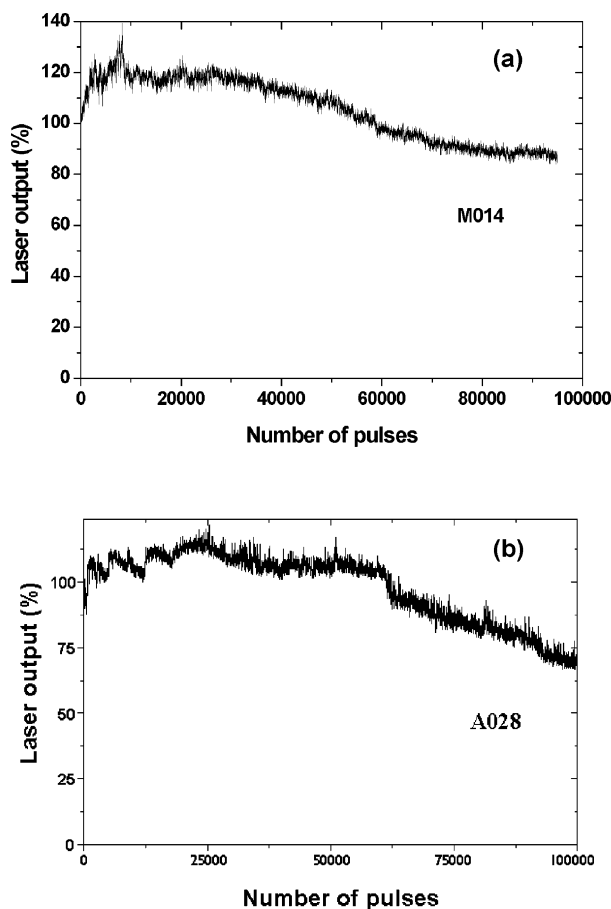 140
(a)
120
100
80
60
40
20
0
Laser output (%)
M014
0 20000 40000 60000 80000 100000
Number of pulses
(b)
100
75
50
25
0
Laser output (%)
A028
0 25000 50000 75000 100000
Number of pulses